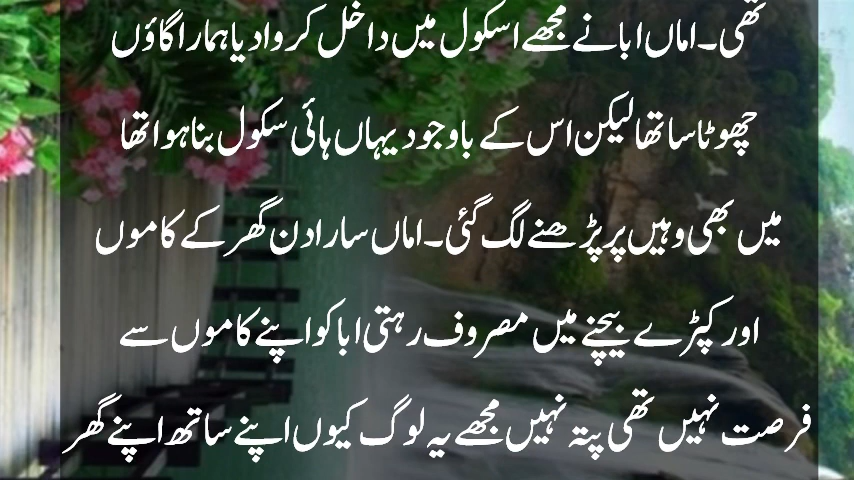 تھی۔اماں ابا نے مجھے اسکول میں داخل کروا دیا ہمارا گاؤں
چھوٹا سا تھا لیکن اس کے باوجود یہاں ہائی سکول بنا ہوا تھا
میں بھی وہیں پر پڑھنے لگ گئی۔اماں سارا دن گھر کے کاموں
اور کپڑے بیچنے میں مصروف رہتی ابا کو اپنے کاموں سے
فرصت نہیں تھی پتہ نہیں مجھے یہ لوگ کیوں اپنے ساتھ اپنے گھر